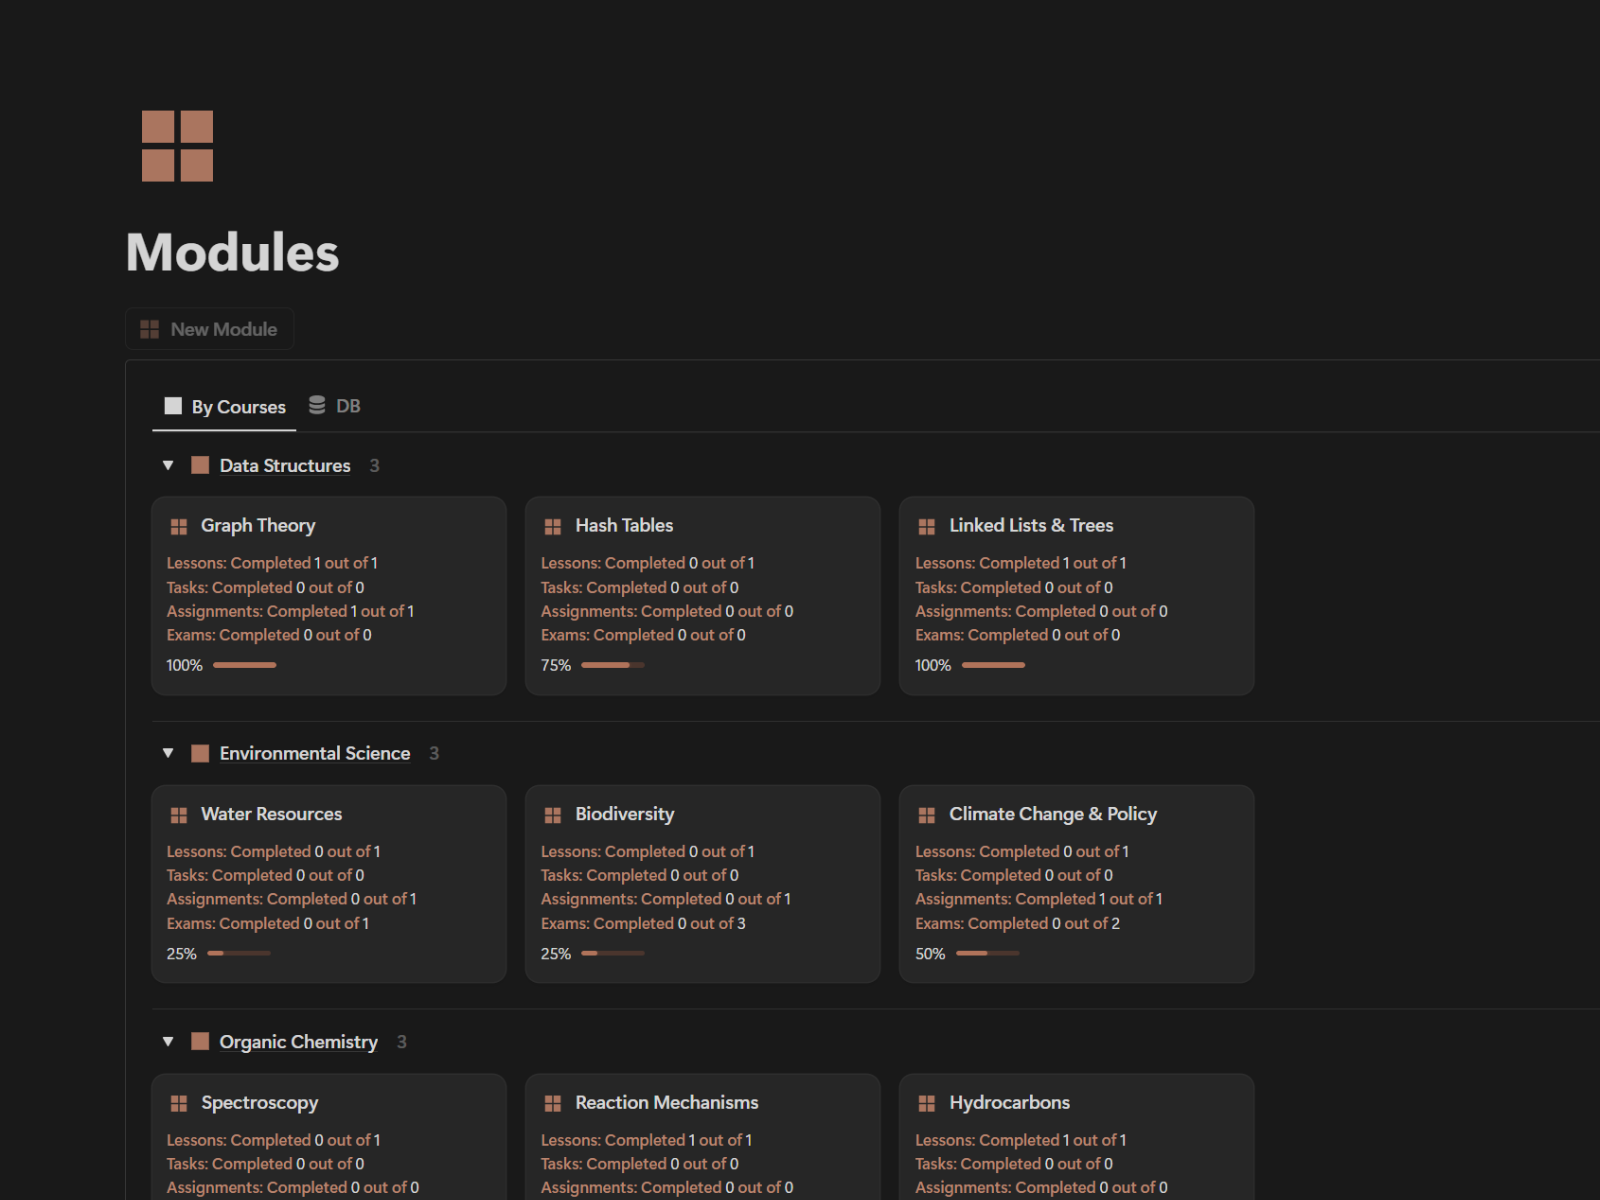 Modules
New Module
By Courses DB
Data Structures 3
Graph Theory
Lessons: Completed 1 out of 1
Tasks: Completed 0 out of 0
Assignments: Completed 1 out of 1
Exams: Completed 0 out of 0
100%
Hash Tables
Lessons: Completed 0 out of 1
Tasks: Completed 0 out of 0
Assignments: Completed 0 out of 0
Exams: Completed 0 out of 0
75%
Linked Lists & Trees
Lessons: Completed 1 out of 1
Tasks: Completed 0 out of 0
Assignments: Completed 0 out of 0
Exams: Completed 0 out of 0
100%
Environmental Science 3
Water Resources
Lessons: Completed 0 out of 1
Tasks: Completed 0 out of 0
Assignments: Completed 0 out of 1
Exams: Completed 0 out of 1
25%
Biodiversity
Lessons: Completed 0 out of 1
Tasks: Completed 0 out of 0
Assignments: Completed 0 out of 1
Exams: Completed 0 out of 3
25%
Climate Change & Policy
Lessons: Completed 0 out of 1
Tasks: Completed 0 out of 0
Assignments: Completed 1 out of 1
Exams: Completed 0 out of 2
50%
Organic Chemistry 3
Spectroscopy
Lessons: Completed 0 out of 1
Tasks: Completed 0 out of 0
Assignments: Completed 0 out of 0
Reaction Mechanisms
Lessons: Completed 1 out of 1
Tasks: Completed 0 out of 0
Assignments: Completed 0 out of 0
Hydrocarbons
Lessons: Completed 1 out of 1
Tasks: Completed 0 out of 0
Assignments: Completed 0 out of 0